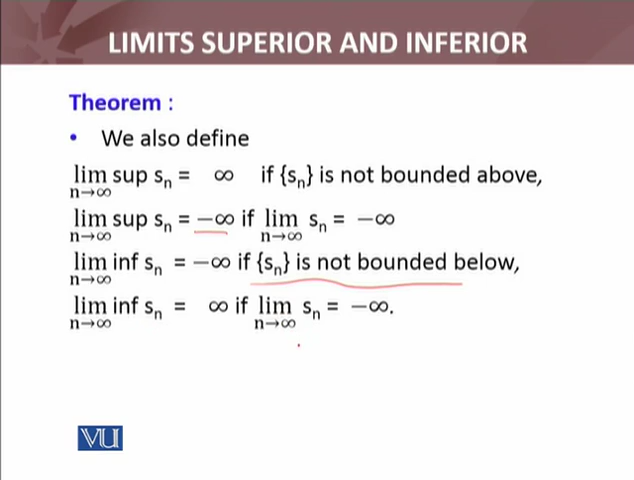 LIMITS SUPERIOR AND INFERIOR
Theorem :
• We also define
lim sup sₙ = ∞ if {sₙ} is not bounded above,
n→∞
lim sup sₙ = −∞ if lim sₙ = −∞
n→∞ n→∞
lim inf sₙ = −∞ if {sₙ} is not bounded below,
n→∞
lim inf sₙ = ∞ if lim sₙ = −∞.
n→∞ n→∞
VU